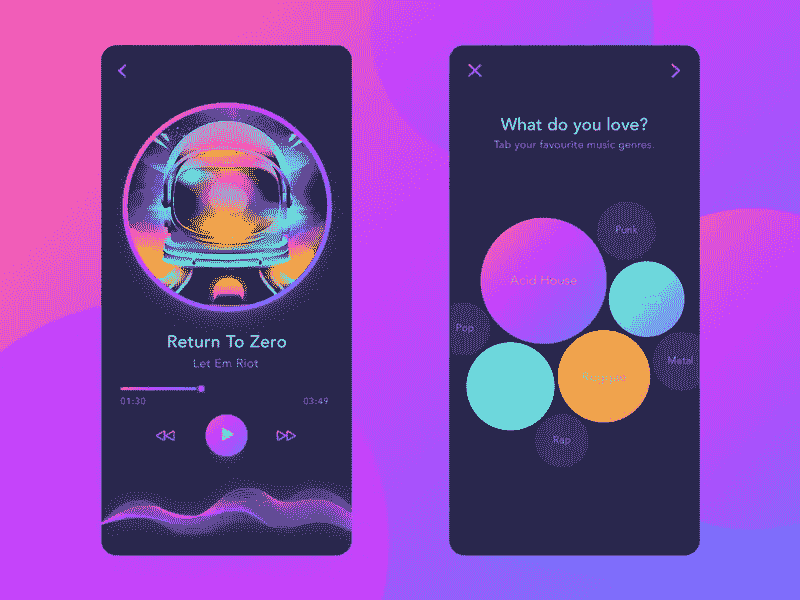 Return To Zero
Let Em Riot
01:30
03:49
What do you love?
Tab your favourite music genres.
Punk
Acid House
Pop
Metal
Rap